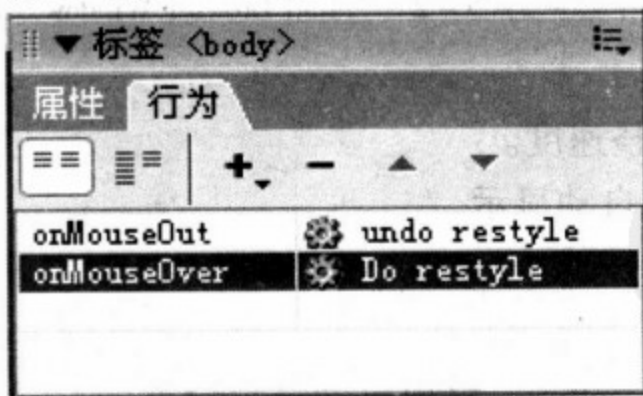 标签 <body>
属性 行为
onMouseOut undo restyle
onMouseOver Do restyle